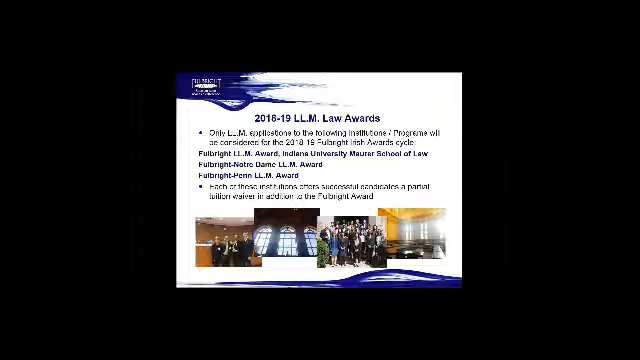 FULBRIGHT
2018-19 LL.M. Law Awards
• Only LL.M. applications to the following Institutions / Programs will
be considered for the 2018-19 Fulbright Irish Awards cycle:
Fulbright LL.M. Award, Indiana University Maurer School of Law
Fulbright-Notre Dame LL.M. Award
Fulbright-Penn LL.M. Award
• Each of these institutions offers successful candidates a partial
tuition waiver in addition to the Fulbright Award